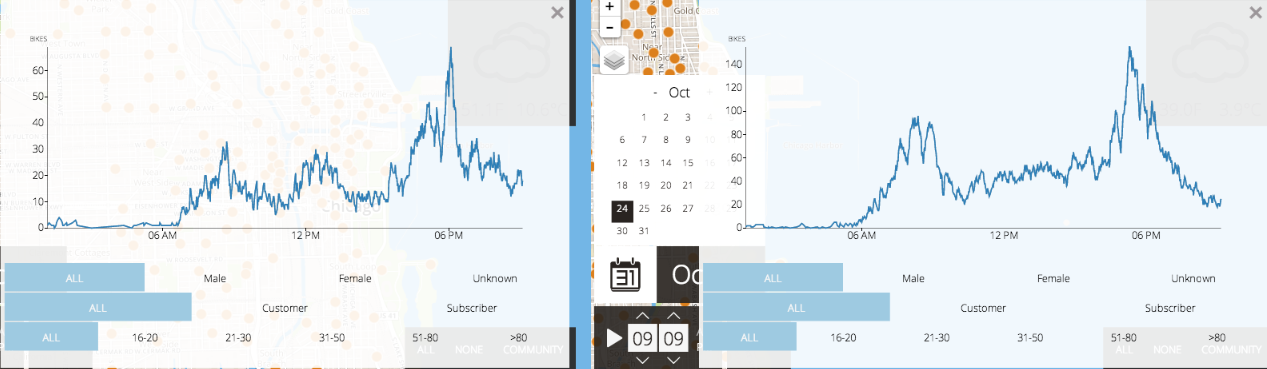 BIKES
60
50
40
30
20
10
0
06 AM 12 PM 06 PM
ALL Male Female Unknown
ALL Customer Subscriber
ALL 16-20 21-30 31-50 51-80 >80
ALL NONE COMMUNITY
+
−
Gold
Near
North Side
- Oct +
1 2 3 4
6 7 8 9
12 13 14 15 16
18 19 20 21 22
24 25 26 27 28
30 31
31 Oc
09 09
BIKES
140
120
100
80
60
40
20
0
06 AM 12 PM 06 PM
ALL Male Female Unknown
ALL Customer Subscriber
ALL 16-20 21-30 31-50 51-80 >80
ALL NONE COMMUNITY